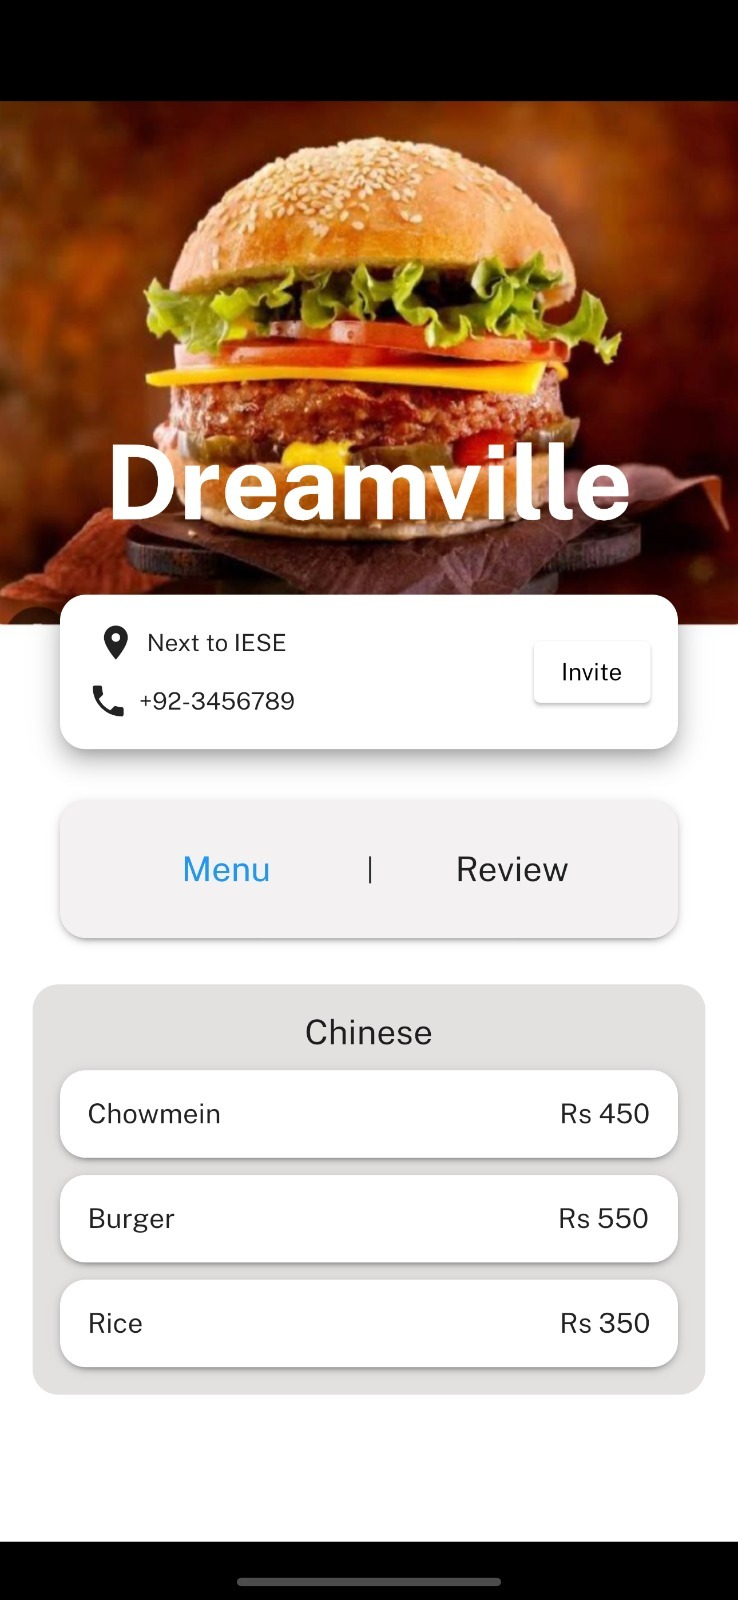 Dreamville
Next to IESE
Invite
+92-3456789
Menu | Review
Chinese
Chowmein Rs 450
Burger Rs 550
Rice Rs 350